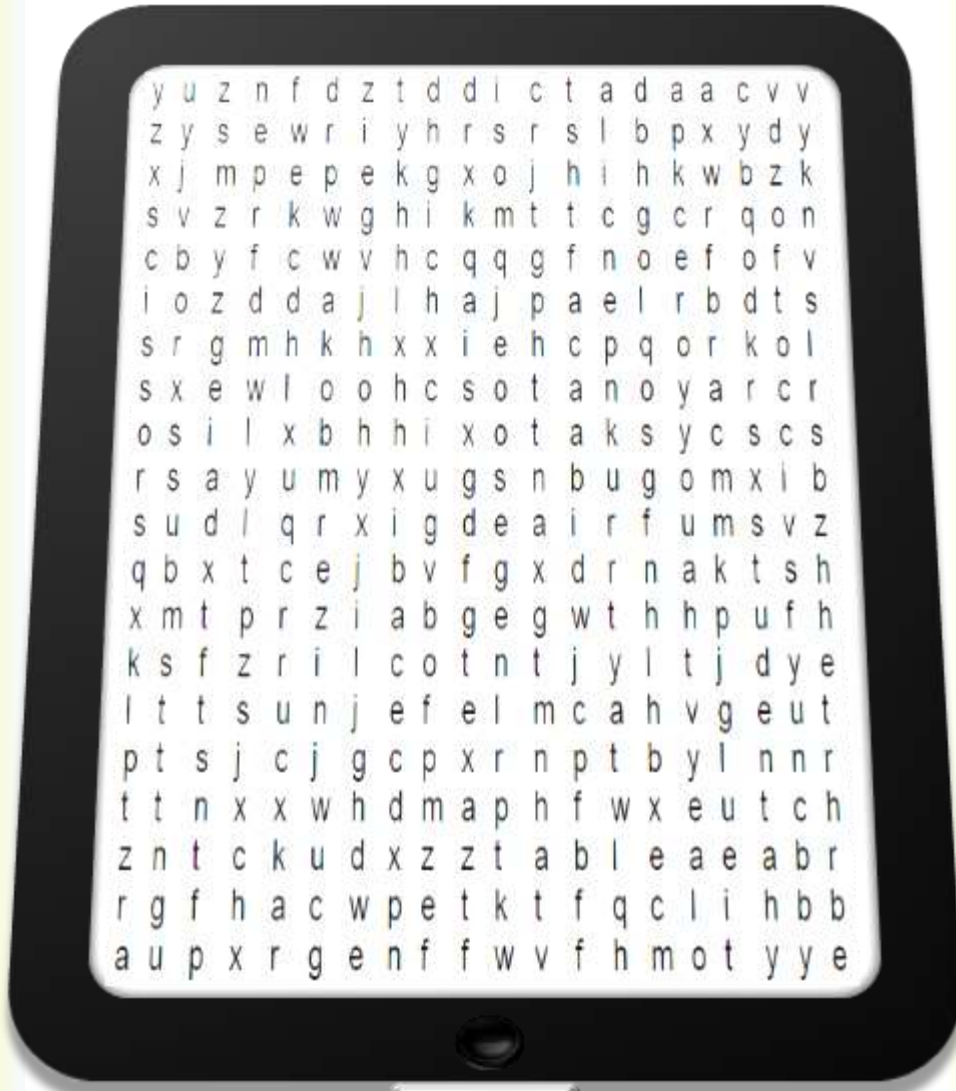 y u z n f d z t d d i c t a d a a c v v
z y s e w r i y h r s r s l b p x y d y
x j m p e p e k g x o j h i h k w b z k
s v z r k w g h i k m t t c g c r q o n
c b y f c w v h c q q g f n o e f o f v
i o z d d a j l h a j p a e l r b d t s
s r g m h k h x x i e h c p q o r k o l
s x e w l o o h c s o t a n o y a r c r
o s i l x b h h i x o t a k s y c s c s
r s a y u m y x u g s n b u g o m x i b
s u d l q r x i g d e a i r f u m s v z
q b x t c e j b v f g x d r n a k t s h
x m t p r z i a b g e g w t h h p u f h
k s f z r i l c o t n t j y l t j d y e
l t t s u n j e f e l m c a h v g e u t
p t s j c j g c p x r n p t b y l n n r
t t n x x w h d m a p h f w x e u t c h
z n t c k u d x z z t a b l e a e a b r
r g f h a c w p e t k t f q c l i h b b
a u p x r g e n f f w v f h m o t y y e